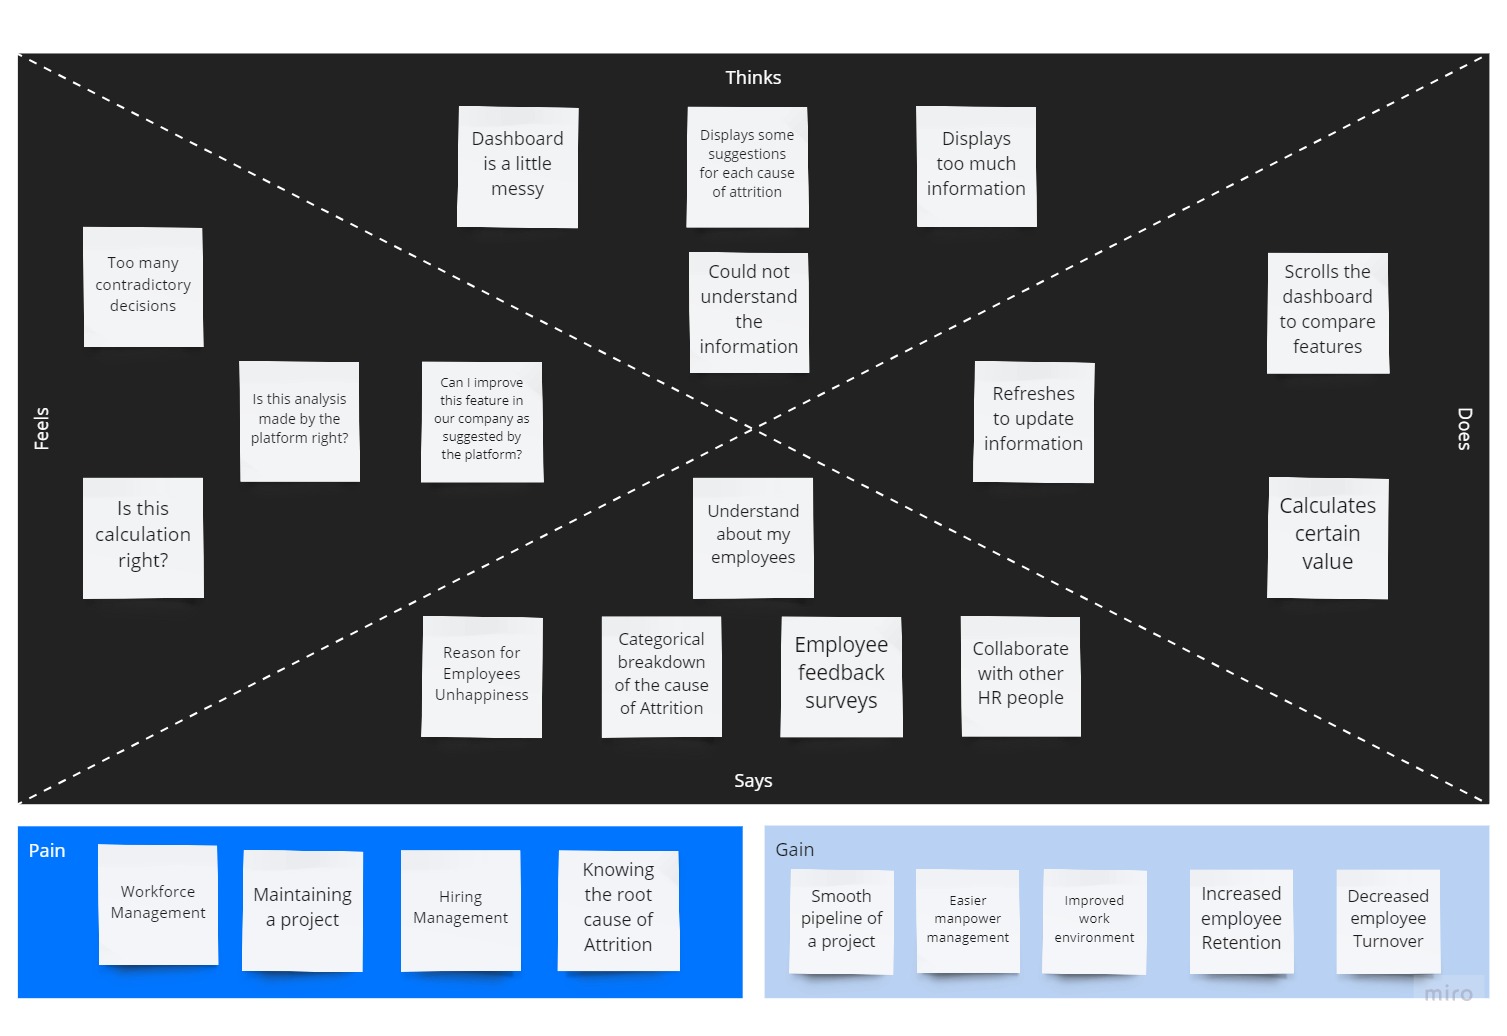 Thinks
Dashboard
is a little
messy
Displays some
suggestions
for each cause
of attrition
Displays
too much
information
Could not
understand
the
information
Feels
Too many
contradictory
decisions
Is this analysis
made by the
platform right?
Can I improve
this feature in
our company as
suggested by
the platform?
Is this
calculation
right?
Does
Scrolls the
dashboard
to compare
features
Refreshes
to update
information
Calculates
certain
value
Understand
about my
employees
Reason for
Employees
Unhappiness
Categorical
breakdown
of the cause
of Attrition
Employee
feedback
surveys
Collaborate
with other
HR people
Says
Pain
Workforce
Management
Maintaining
a project
Hiring
Management
Knowing
the root
cause of
Attrition
Gain
Smooth
pipeline of
a project
Easier
manpower
management
Improved
work
environment
Increased
employee
Retention
Decreased
employee
Turnover
miro